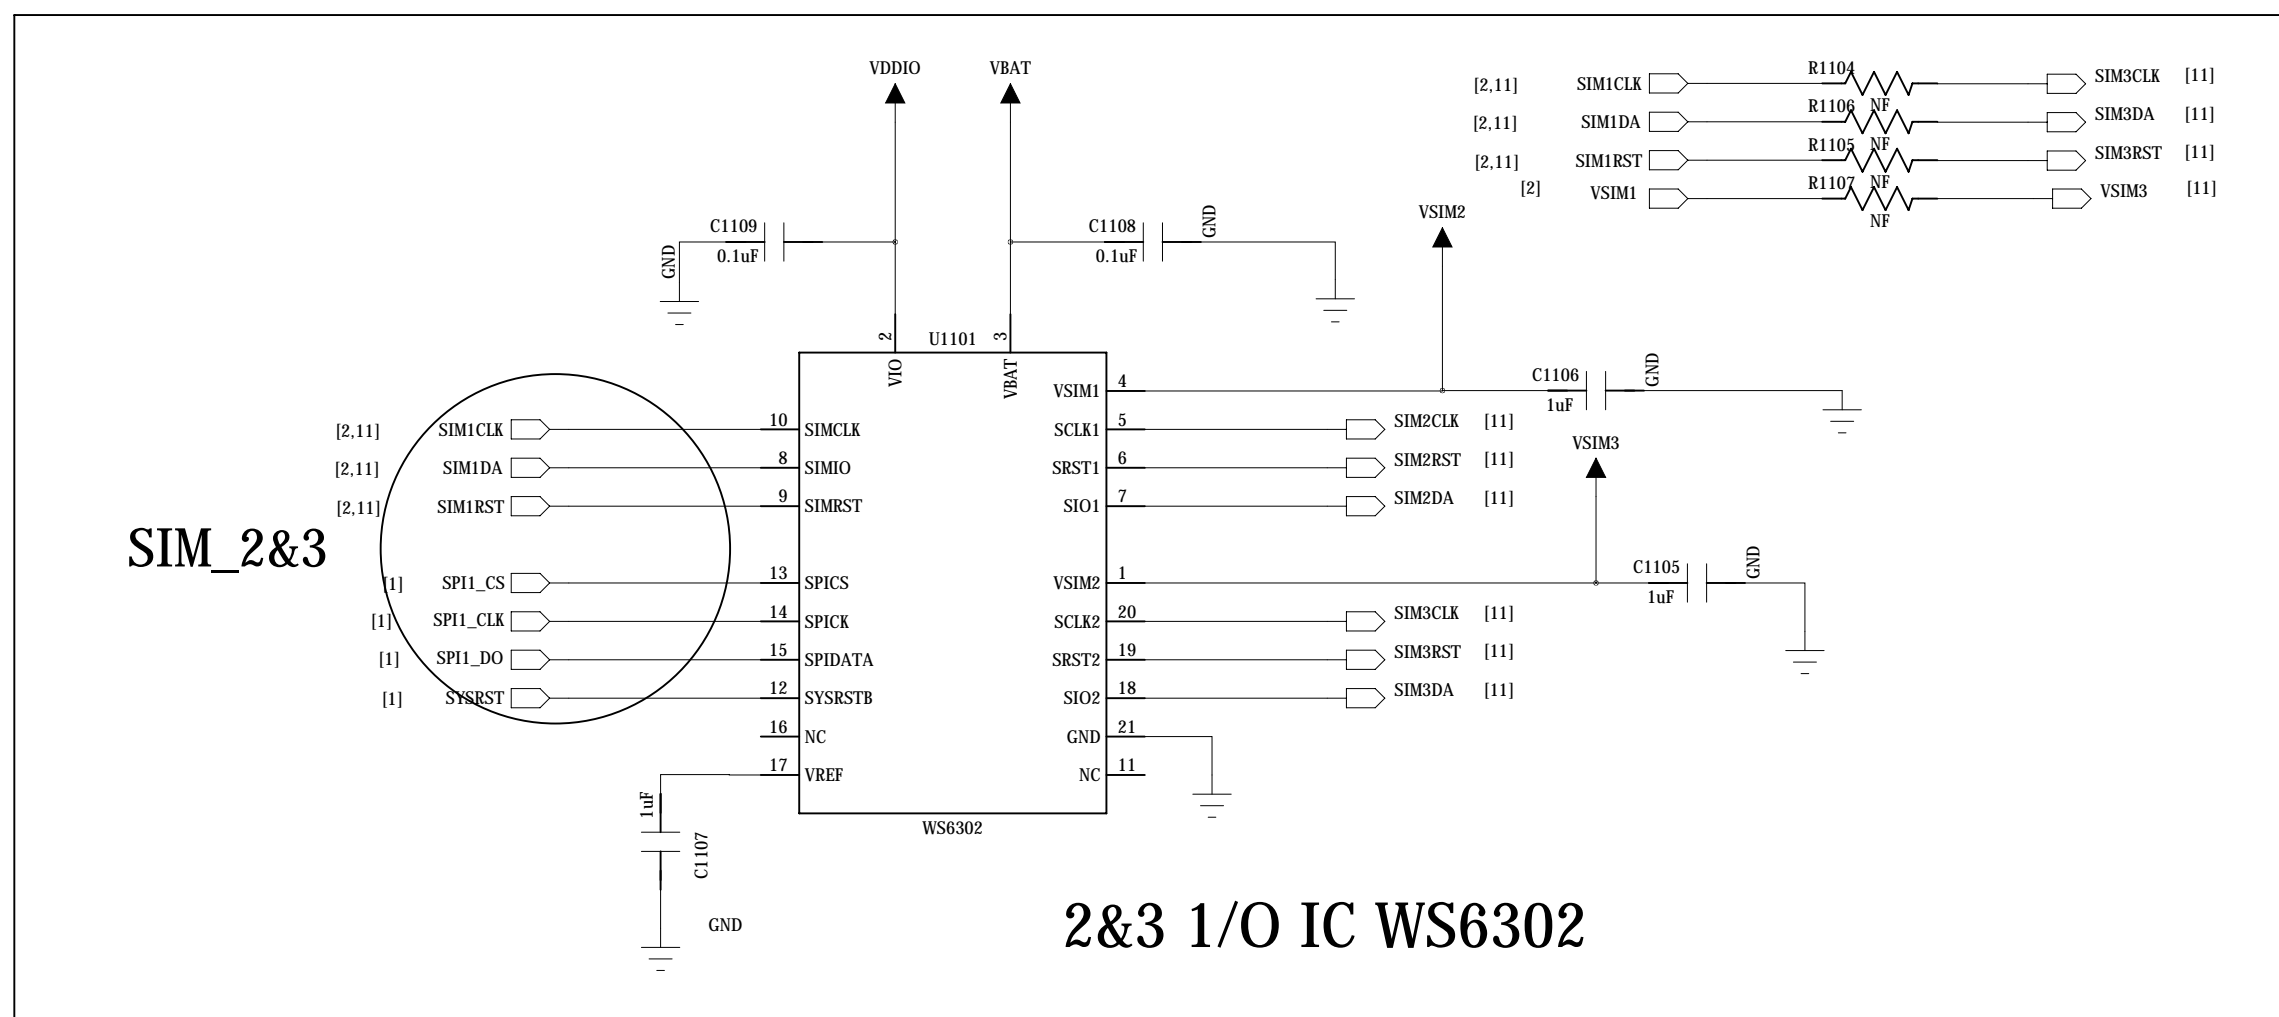 VDDIO VBAT
R1104
[2,11] SIM1CLK SIM3CLK [11]
NF
R1106
[2,11] SIM1DA SIM3DA [11]
NF
R1105
[2,11] SIM1RST SIM3RST [11]
NF
R1107
[2] VSIM1 VSIM3 [11]
NF
VSIM2
C1109 C1108 GND
GND 0.1uF 0.1uF
2 U1101 3
VIO VBAT
C1106 GND
1uF
VSIM1 4
[2,11] SIM1CLK 10 SIMCLK SCLK1 5 SIM2CLK [11]
VSIM3
[2,11] SIM1DA 8 SIMIO SRST1 6 SIM2RST [11]
[2,11] SIM1RST 9 SIMRST SIO1 7 SIM2DA [11]
SIM_2&3
C1105 GND
1uF
[1] SPI1_CS 13 SPICS VSIM2 1
[1] SPI1_CLK 14 SPICK SCLK2 20 SIM3CLK [11]
[1] SPI1_DO 15 SPIDATA SRST2 19 SIM3RST [11]
[1] SYSRST 12 SYSRSTB SIO2 18 SIM3DA [11]
16 NC GND 21
17 VREF NC 11
1uF
C1107
WS6302
GND
2&3 1/O IC WS6302